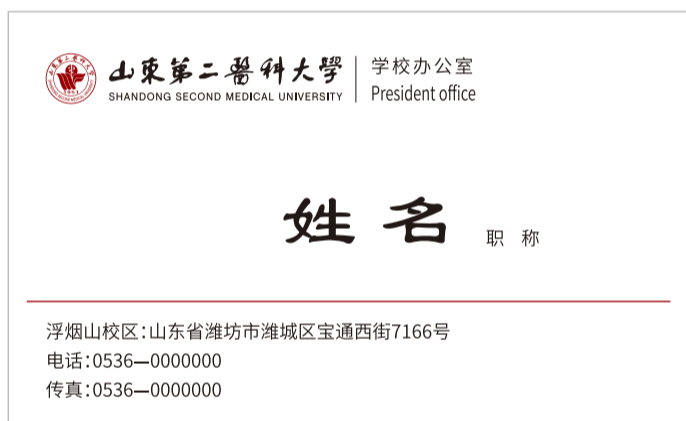 山東第二醫科大學
SHANDONG SECOND MEDICAL UNIVERSITY
学校办公室
President office
姓名 职称
浮烟山校区:山东省潍坊市潍城区宝通西街7166号
电话:0536—0000000
传真:0536—0000000